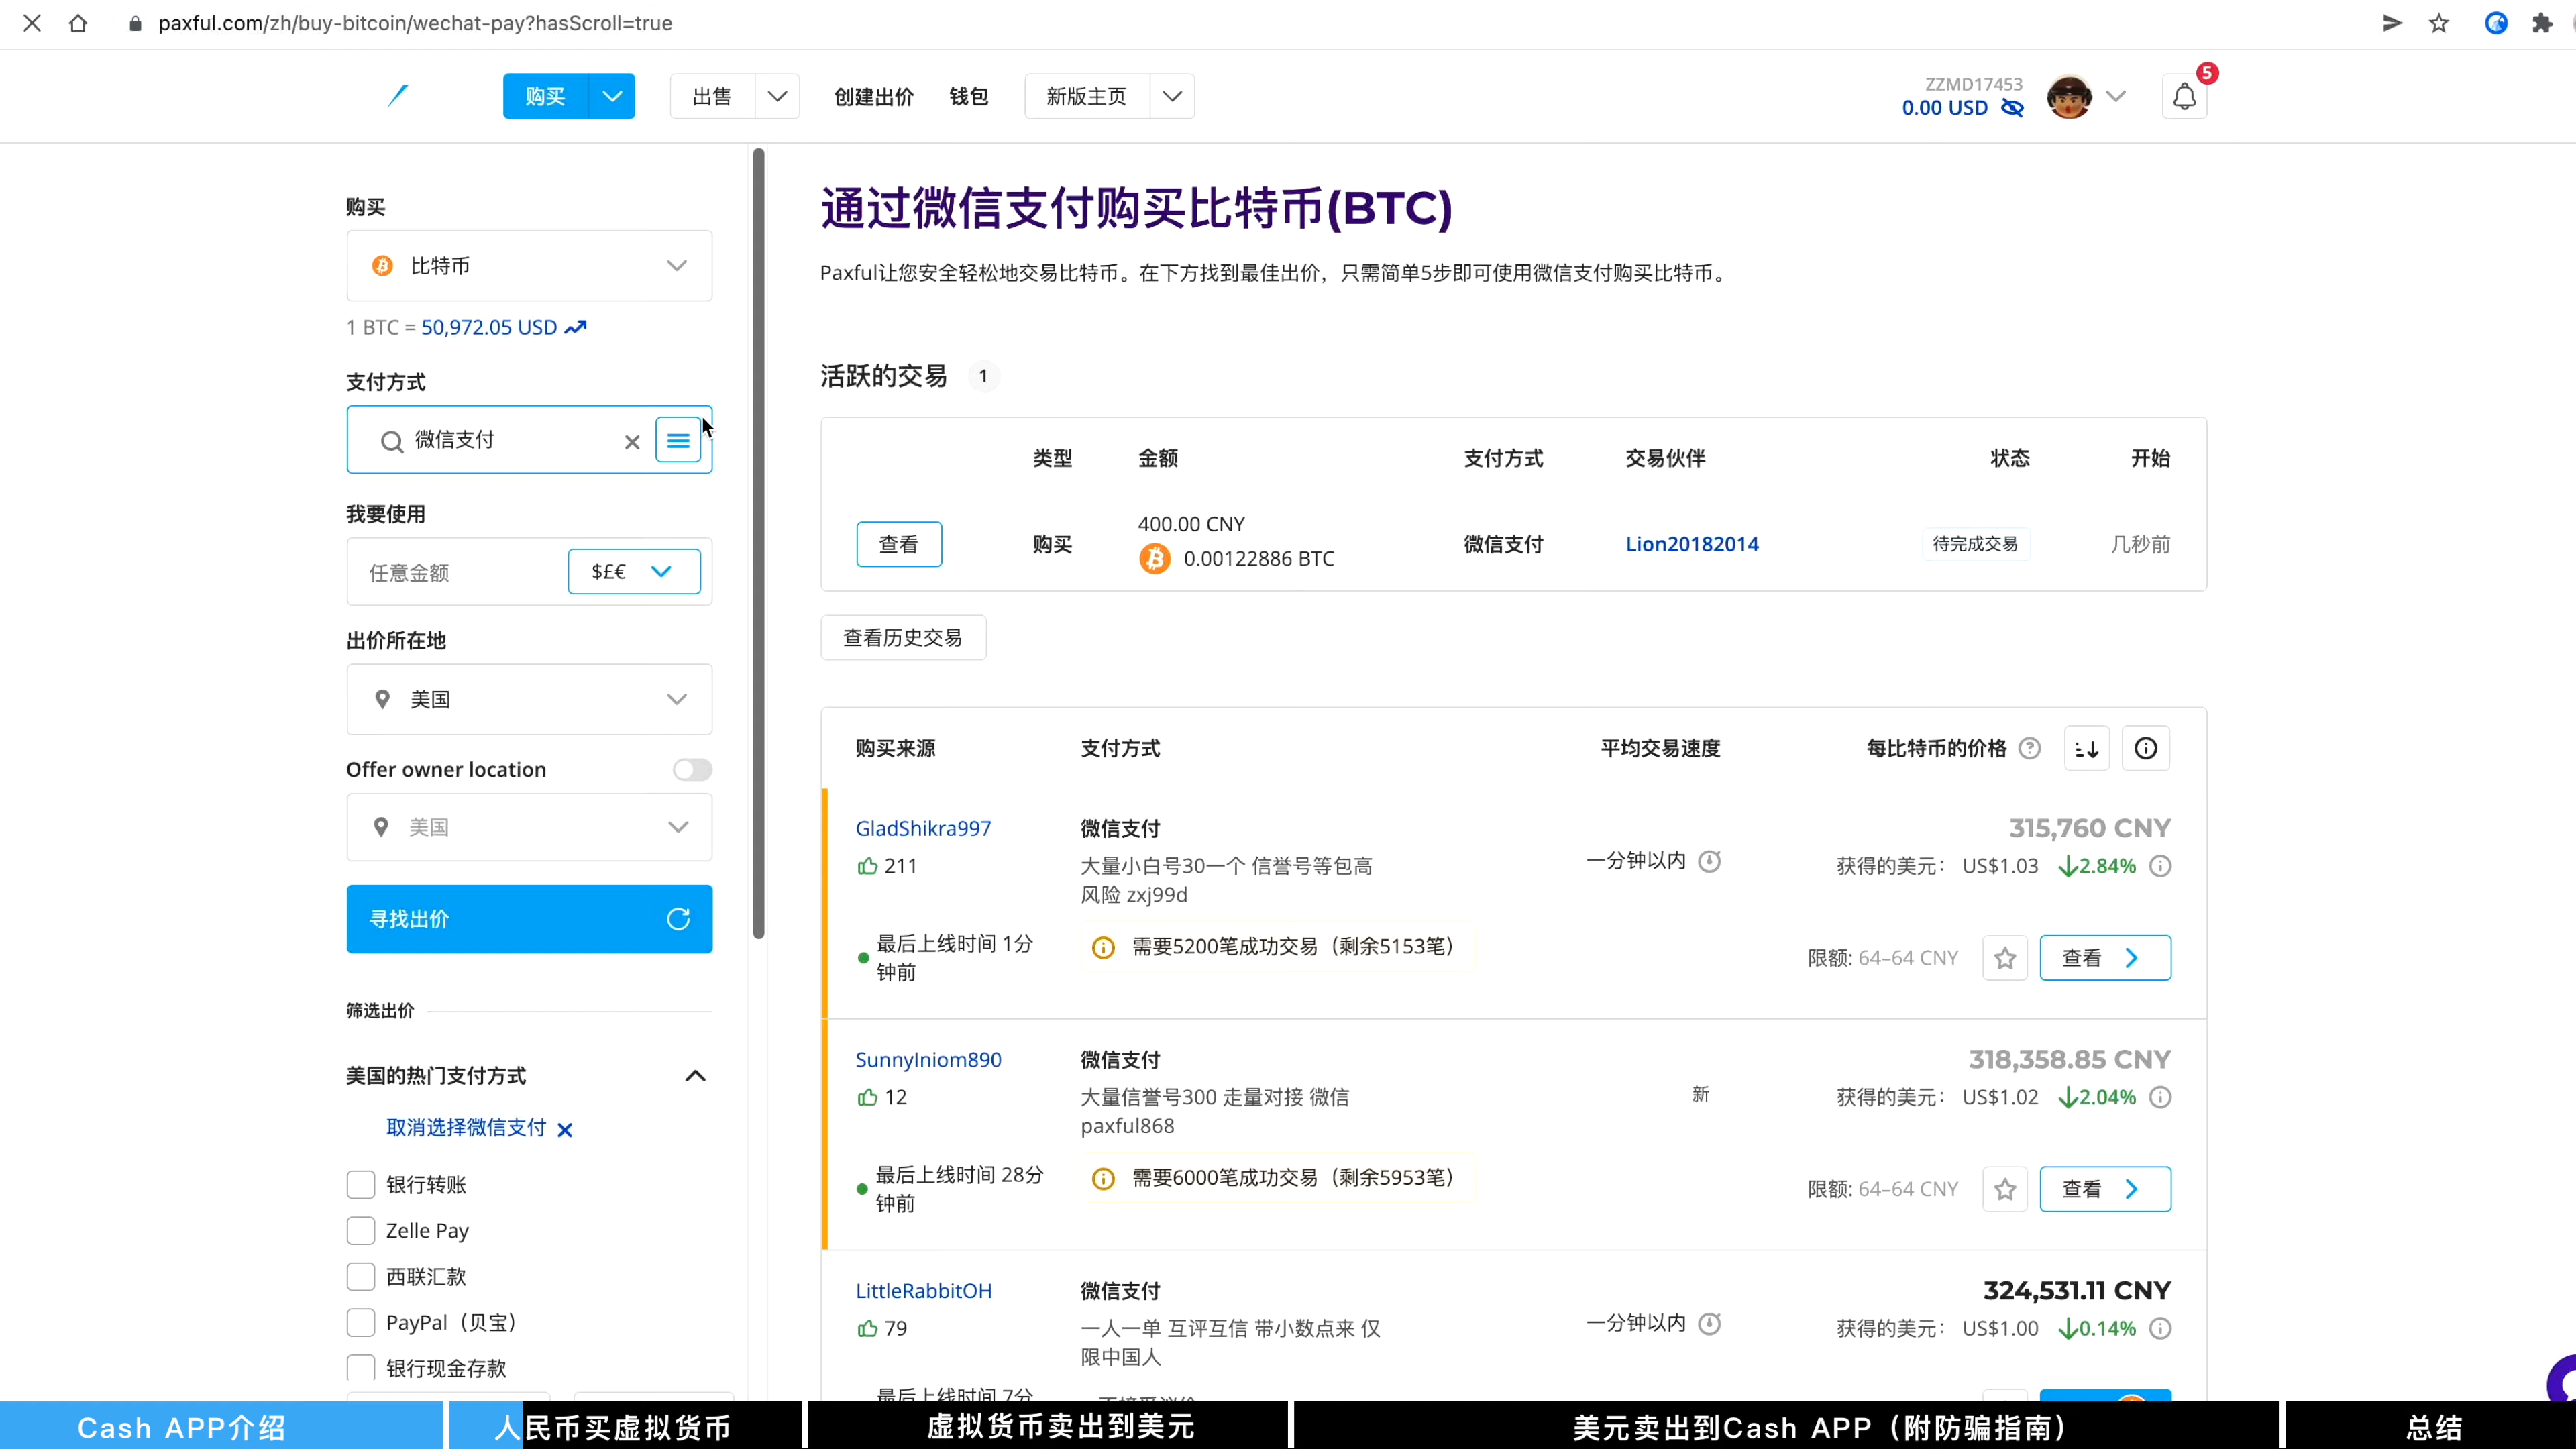 paxful.com/zh/buy-bitcoin/wechat-pay?hasScroll=true
购买
出售
创建出价
钱包
新版主页
ZZMD17453
0.00 USD
5
购买
比特币
1 BTC = 50,972.05 USD
支付方式
微信支付
我要使用
任意金额
$£€
出价所在地
美国
Offer owner location
美国
寻找出价
筛选出价
美国的热门支付方式
取消选择微信支付
银行转账
Zelle Pay
西联汇款
PayPal（贝宝）
银行现金存款
通过微信支付购买比特币(BTC)
Paxful让您安全轻松地交易比特币。在下方找到最佳出价，只需简单5步即可使用微信支付购买比特币。
活跃的交易 1
类型 金额 支付方式 交易伙伴 状态 开始
查看 购买 400.00 CNY 微信支付 Lion20182014 待完成交易 几秒前
0.00122886 BTC
查看历史交易
购买来源 支付方式 平均交易速度 每比特币的价格
GladShikra997 微信支付 315,760 CNY
211 大量小白号30一个 信誉号等包高 一分钟以内 获得的美元： US$1.03 2.84%
风险 zxj99d
最后上线时间 1分 需要5200笔成功交易（剩余5153笔） 限额: 64–64 CNY 查看
钟前
SunnyIniom890 微信支付 318,358.85 CNY
12 大量信誉号300 走量对接 微信 新 获得的美元： US$1.02 2.04%
paxful868
最后上线时间 28分 需要6000笔成功交易（剩余5953笔） 限额: 64–64 CNY 查看
钟前
LittleRabbitOH 微信支付 324,531.11 CNY
79 一人一单 互评互信 带小数点来 仅 一分钟以内 获得的美元： US$1.00 0.14%
限中国人
最后上线时间 7分
Cash APP介绍
人民币买虚拟货币
虚拟货币卖出到美元
美元卖出到Cash APP（附防骗指南）
总结